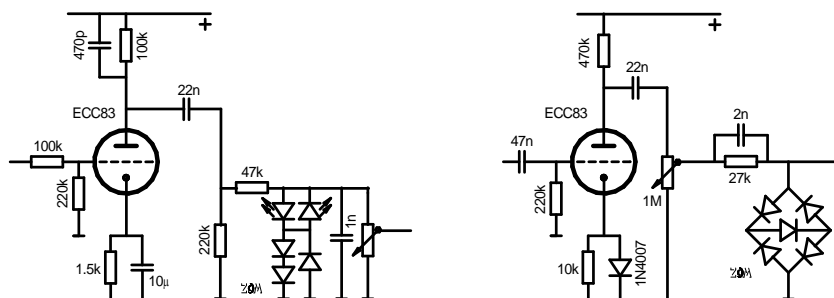 470p
100k
+
22n
ECC83
100k
220k
47k
220k
1n
1.5k
10µ
470k
+
22n
ECC83
47n
220k
1M
2n
27k
10k
1N4007